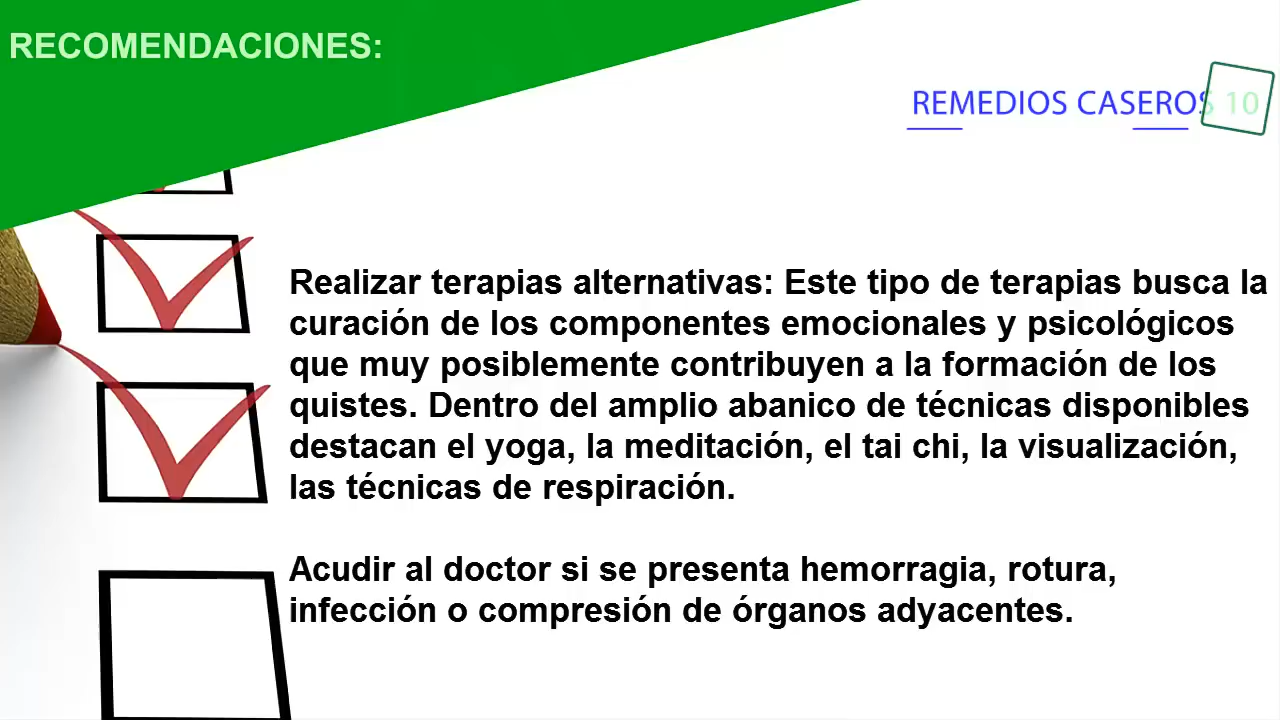 RECOMENDACIONES:
REMEDIOS CASEROS 10
Realizar terapias alternativas: Este tipo de terapias busca la
curación de los componentes emocionales y psicológicos
que muy posiblemente contribuyen a la formación de los
quistes. Dentro del amplio abanico de técnicas disponibles
destacan el yoga, la meditación, el tai chi, la visualización,
las técnicas de respiración.
Acudir al doctor si se presenta hemorragia, rotura,
infección o compresión de órganos adyacentes.